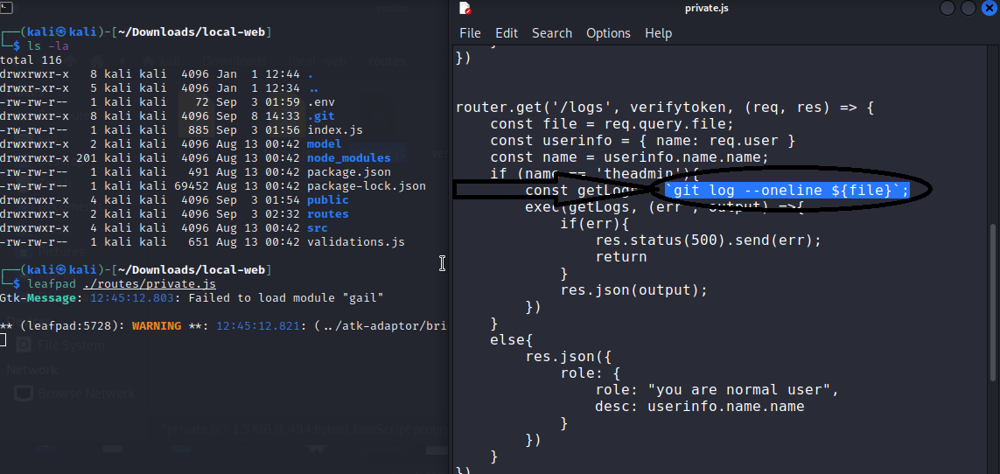 private.js
File Edit Search Options Help
┌──(kali㉿kali)-[~/Downloads/local-web]
└─$ ls -la
total 116
drwxrwxr-x 8 kali kali 4096 Jan 1 12:44 .
drwxr-xr-x 5 kali kali 4096 Jan 1 12:34 ..
-rw-rw-r-- 1 kali kali 72 Sep 3 01:59 .env
drwxrwxr-x 8 kali kali 4096 Sep 8 14:33 .git
-rw-rw-r-- 1 kali kali 885 Sep 3 01:56 index.js
drwxrwxr-x 2 kali kali 4096 Aug 13 00:42 model
drwxrwxr-x 201 kali kali 4096 Aug 13 00:42 node_modules
-rw-rw-r-- 1 kali kali 491 Aug 13 00:42 package.json
-rw-rw-r-- 1 kali kali 69452 Aug 13 00:42 package-lock.json
drwxrwxr-x 4 kali kali 4096 Sep 3 01:54 public
drwxrwxr-x 2 kali kali 4096 Sep 3 02:32 routes
drwxrwxr-x 4 kali kali 4096 Aug 13 00:42 src
-rw-rw-r-- 1 kali kali 651 Aug 13 00:42 validations.js
┌──(kali㉿kali)-[~/Downloads/local-web]
└─$ leafpad ./routes/private.js
Gtk-Message: 12:45:12.803: Failed to load module "gail"
** (leafpad:5728): WARNING **: 12:45:12.821: (../atk-adaptor/bri
File System
Network
Browse Network
})
router.get('/logs', verifytoken, (req, res) => {
const file = req.query.file;
const userinfo = { name: req.user }
const name = userinfo.name.name;
if (name == 'theadmin'){
const getLogs `git log --oneline ${file}`;
exec(getLogs, (err , output) =>{
if(err){
res.status(500).send(err);
return
}
res.json(output);
})
}
else{
res.json({
role: {
role: "you are normal user",
desc: userinfo.name.name
}
})
}
})